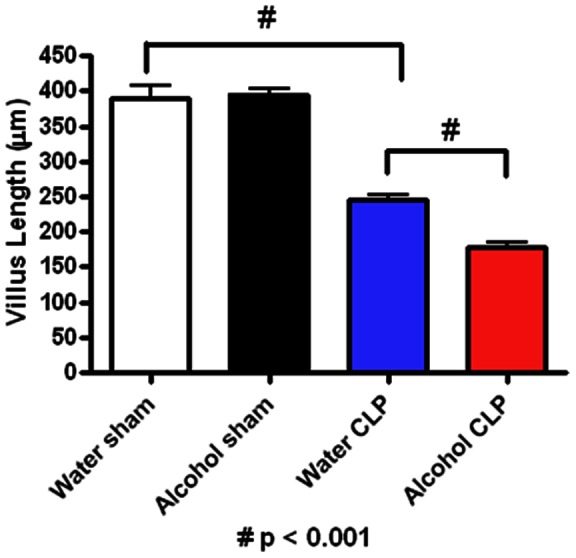 #
#
Villus Length (µm)
450
400
350
300
250
200
150
100
50
0
Water sham
Alcohol sham
Water CLP
Alcohol CLP
# p < 0.001